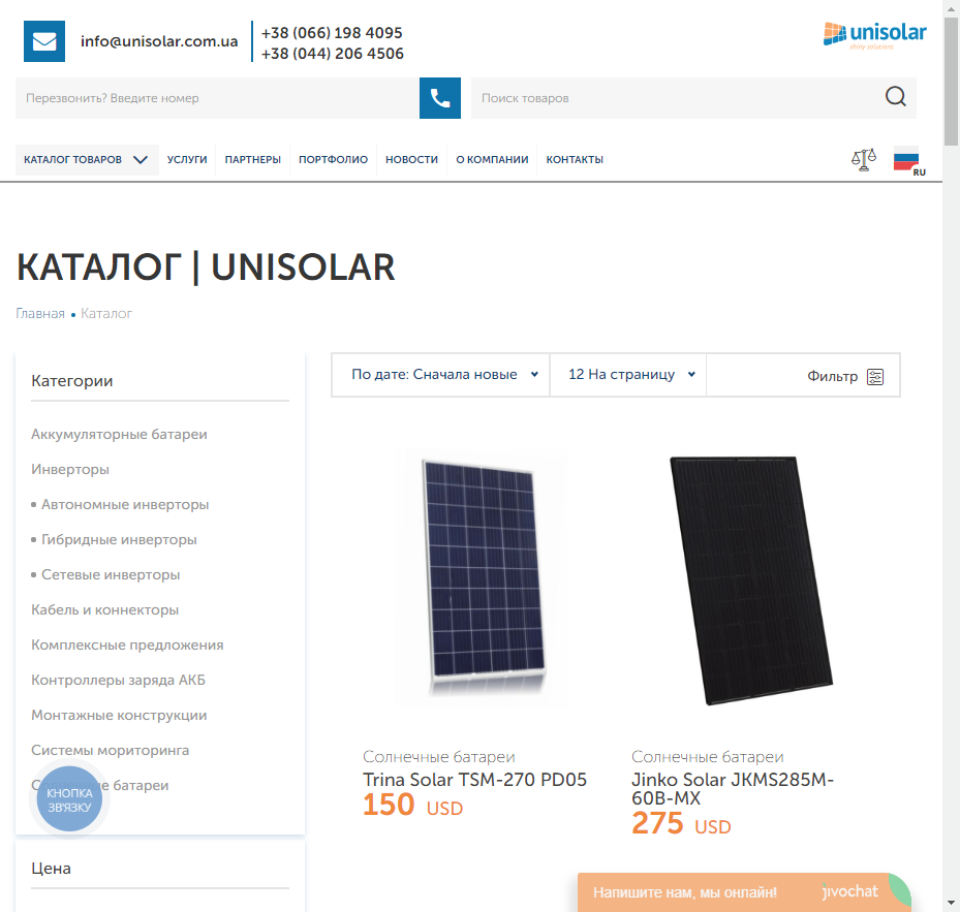 info@unisolar.com.ua
+38 (066) 198 4095
+38 (044) 206 4506
unisolar
shiny solutions
Перезвонить? Введите номер
Поиск товаров
КАТАЛОГ ТОВАРОВ УСЛУГИ ПАРТНЕРЫ ПОРТФОЛИО НОВОСТИ О КОМПАНИИ КОНТАКТЫ
RU
КАТАЛОГ | UNISOLAR
Главная • Каталог
Категории
Аккумуляторные батареи
Инверторы
• Автономные инверторы
• Гибридные инверторы
• Сетевые инверторы
Кабель и коннекторы
Комплексные предложения
Контроллеры заряда АКБ
Монтажные конструкции
Системы мориторинга
батареи
КНОПКА
ЗВ'ЯЗКУ
Цена
По дате: Сначала новые
12 На страницу
Фильтр
Солнечные батареи
Trina Solar TSM-270 PD05
150 USD
Солнечные батареи
Jinko Solar JKMS285M-
60B-MX
275 USD
Напишите нам, мы онлайн!
jivochat